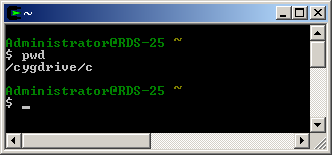 ~
Administrator@RDS-25 ~
$ pwd
/cygdrive/c
Administrator@RDS-25 ~
$